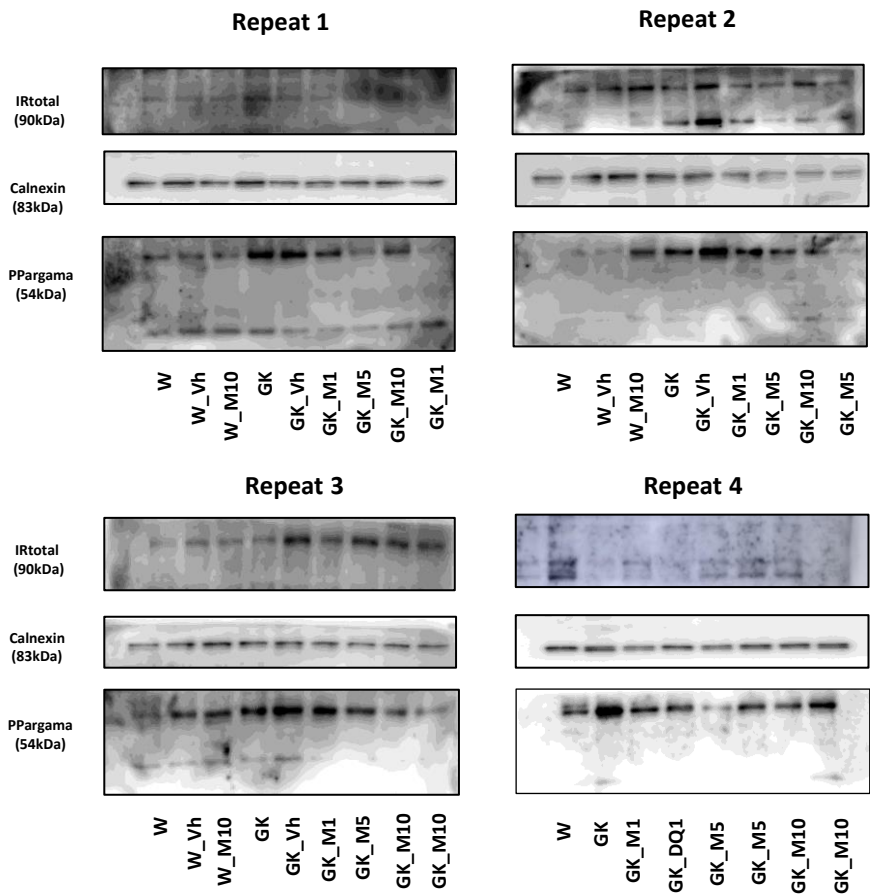 Repeat 1
Repeat 2
IRtotal
(90kDa)
Calnexin
(83kDa)
PPargama
(54kDa)
W
W_Vh
W_M10
GK
GK_Vh
GK_M1
GK_M5
GK_M10
GK_M1
W
W_Vh
W_M10
GK
GK_Vh
GK_M1
GK_M5
GK_M10
GK_M5
Repeat 3
Repeat 4
IRtotal
(90kDa)
Calnexin
(83kDa)
PPargama
(54kDa)
W
W_Vh
W_M10
GK
GK_Vh
GK_M1
GK_M5
GK_M10
GK_M10
W
GK
GK_M1
GK_DQ1
GK_M5
GK_M5
GK_M10
GK_M10